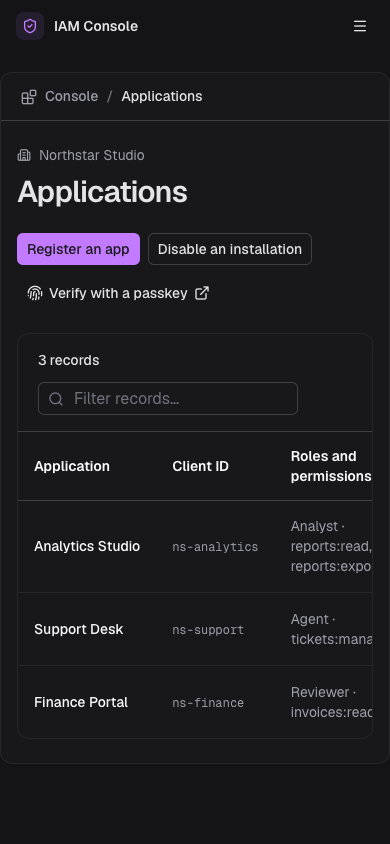 IAM Console
Console / Applications
Northstar Studio
Applications
Register an app
Disable an installation
Verify with a passkey
3 records
Filter records...
Application
Client ID
Roles and
permissions
Analytics Studio
ns-analytics
Analyst ·
reports:read,
reports:expo
Support Desk
ns-support
Agent ·
tickets:mana
Finance Portal
ns-finance
Reviewer ·
invoices:read